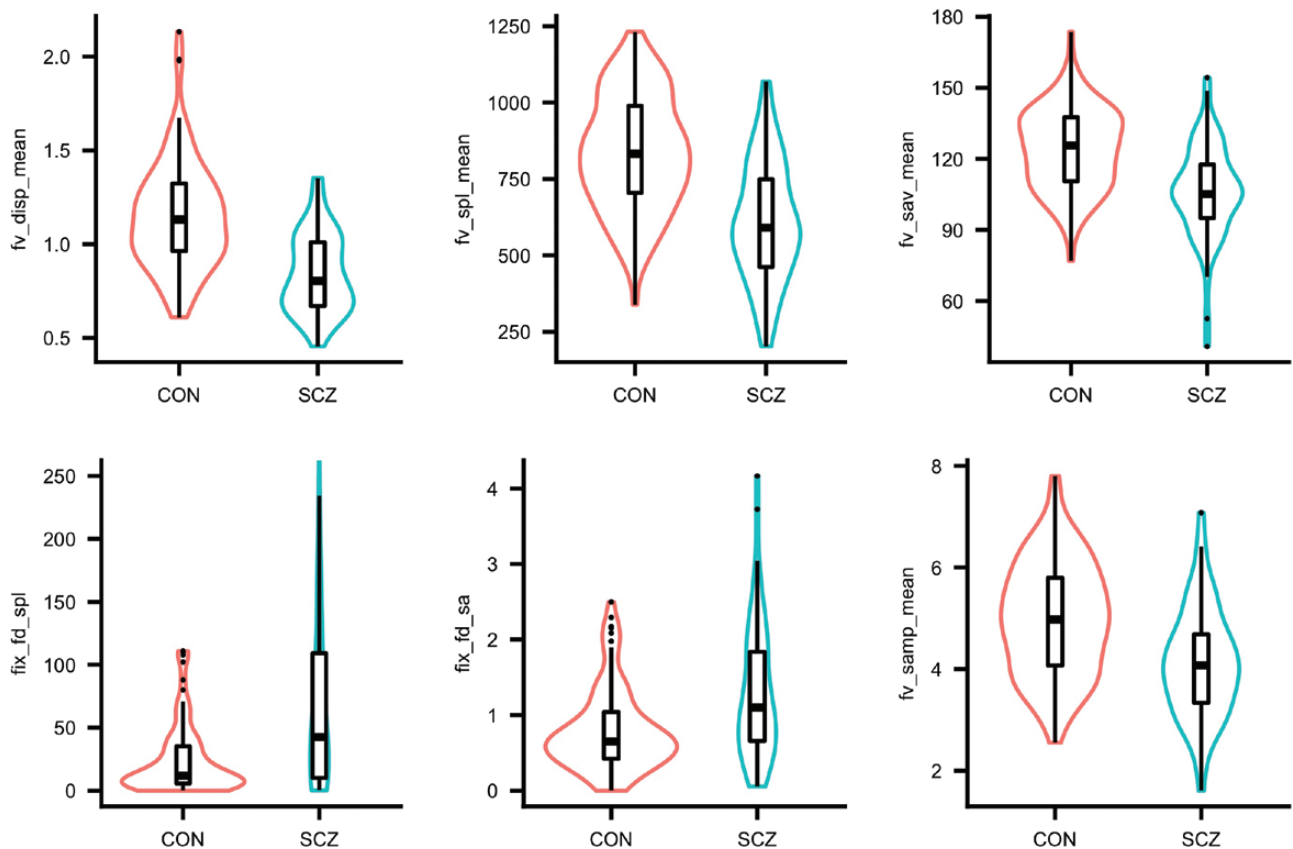 fv_disp_mean
2.0
1.5
1.0
0.5
CON SCZ
fv_spl_mean
1250
1000
750
500
250
CON SCZ
fv_sav_mean
180
150
120
90
60
CON SCZ
fix_fd_spl
250
200
150
100
50
0
CON SCZ
fix_fd_sa
4
3
2
1
0
CON SCZ
fv_samp_mean
8
6
4
2
CON SCZ